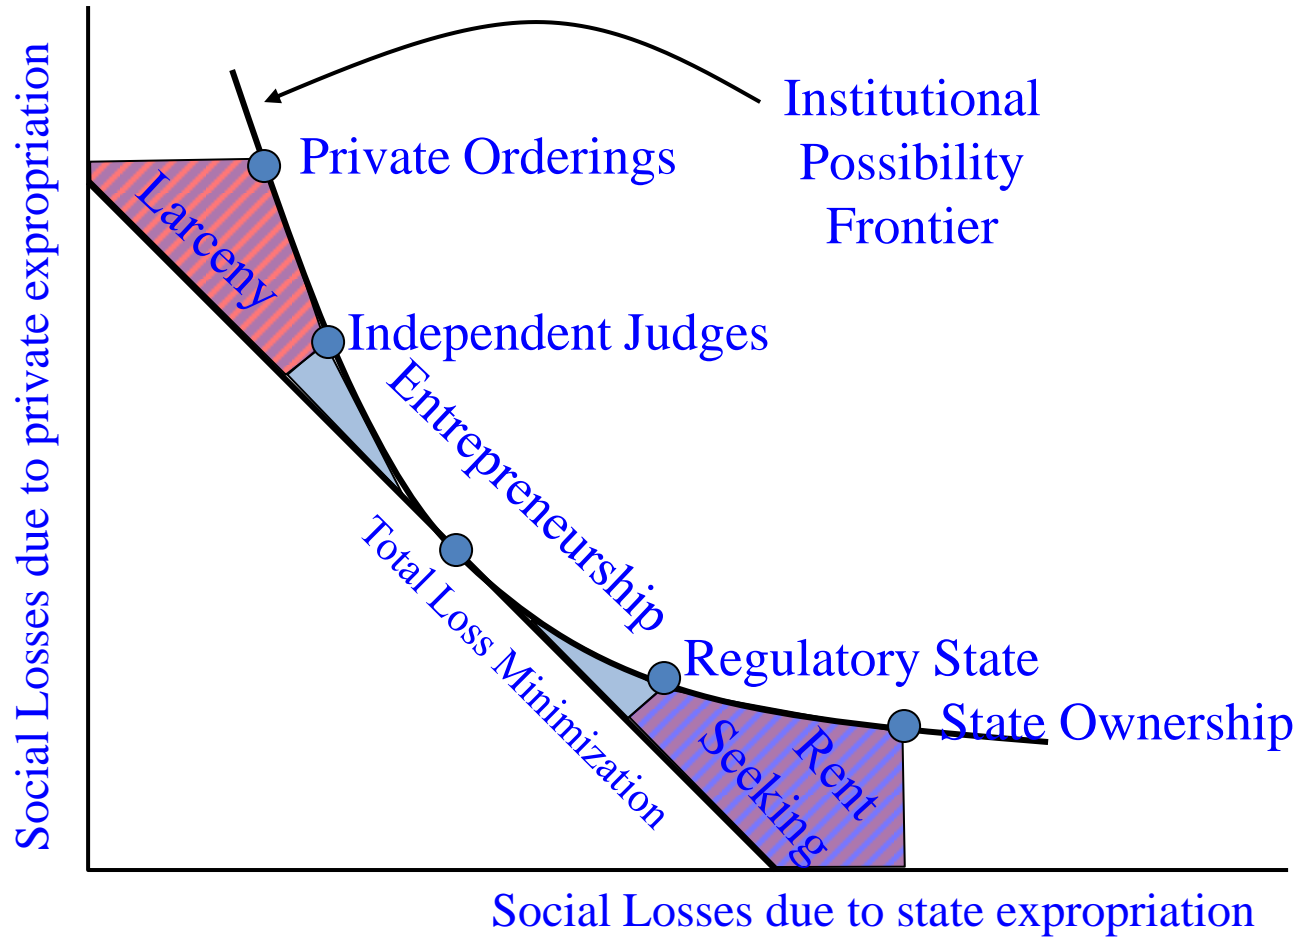 Social Losses due to private expropriation
Institutional
Possibility
Frontier
Private Orderings
Larceny
Independent Judges
Entrepreneurship
Total Loss Minimization
Regulatory State
State Ownership
Rent
Seeking
Social Losses due to state expropriation